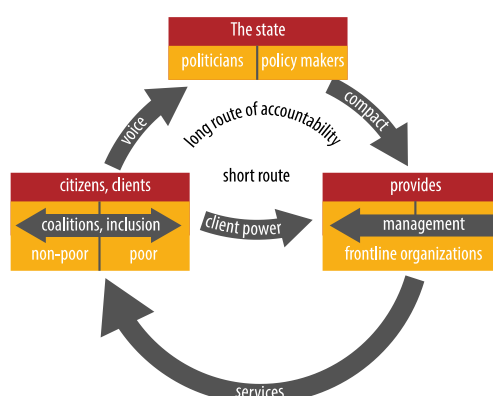 The state
politicians policy makers
voice
compact
long route of accountability
short route
citizens, clients
coalitions, inclusion
non-poor poor
client power
provides
management
frontline organizations
services